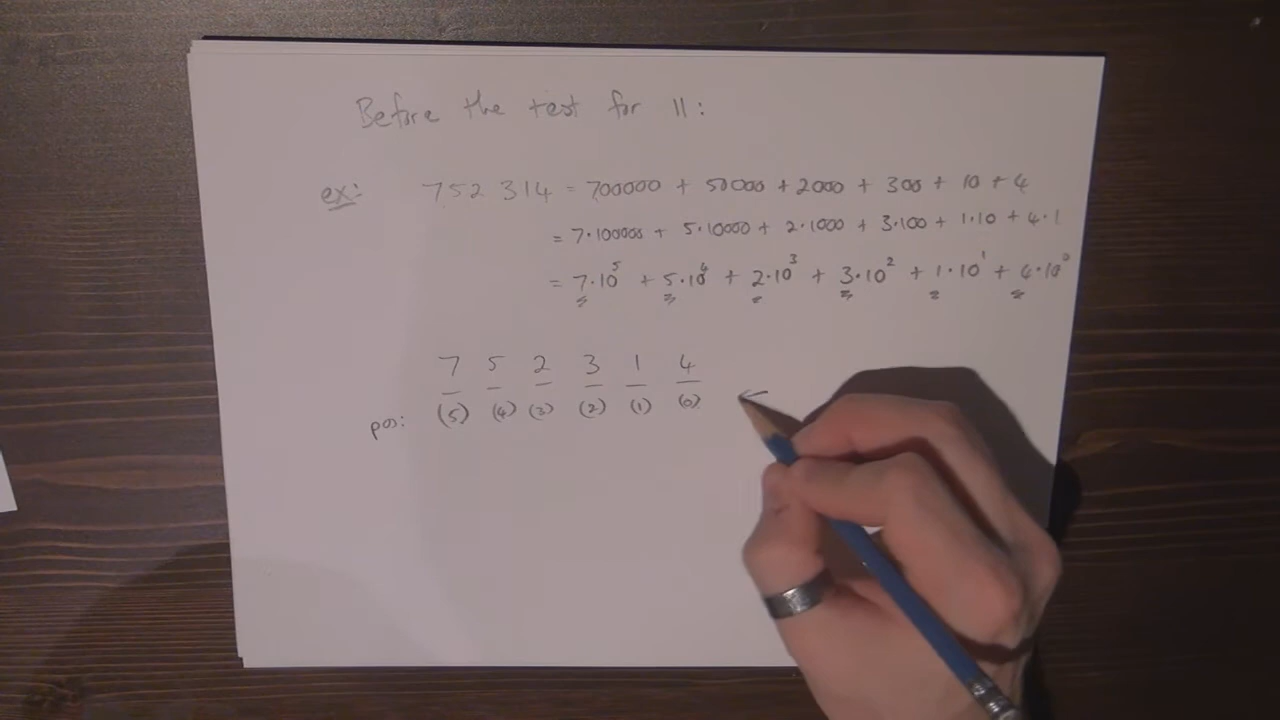 Before the test for 11:
ex: 752 314 = 700000 + 50000 + 2000 + 300 + 10 + 4
= 7·100000 + 5·10000 + 2·1000 + 3·100 + 1·10 + 4·1
= 7·10⁵ + 5·10⁴ + 2·10³ + 3·10² + 1·10¹ + 4·10⁰
7 5 2 3 1 4 ←
pos: (5) (4) (3) (2) (1) (0)